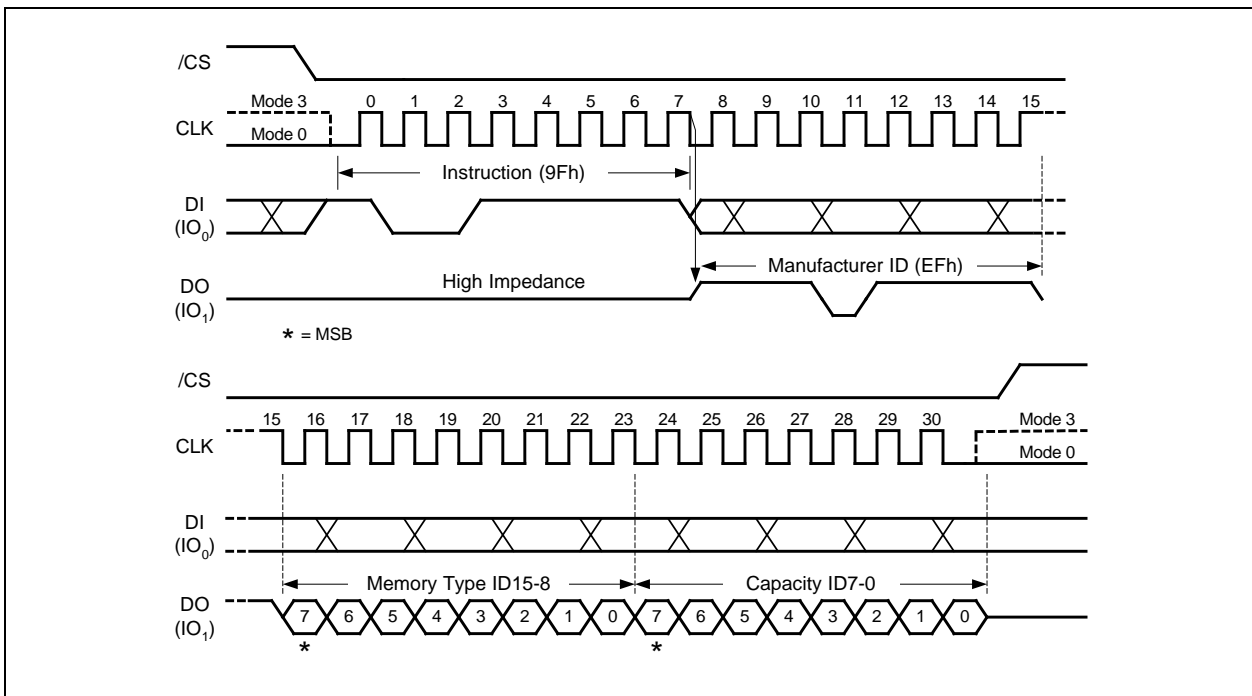 /CS
Mode 3 0 1 2 3 4 5 6 7 8 9 10 11 12 13 14 15
CLK
Mode 0
Instruction (9Fh)
DI
(IO₀)
Manufacturer ID (EFh)
High Impedance
DO
(IO₁)
* = MSB
/CS
15 16 17 18 19 20 21 22 23 24 25 26 27 28 29 30
Mode 3
CLK
Mode 0
DI
(IO₀)
Memory Type ID15-8 Capacity ID7-0
DO
(IO₁)
7 6 5 4 3 2 1 0 7 6 5 4 3 2 1 0
* *